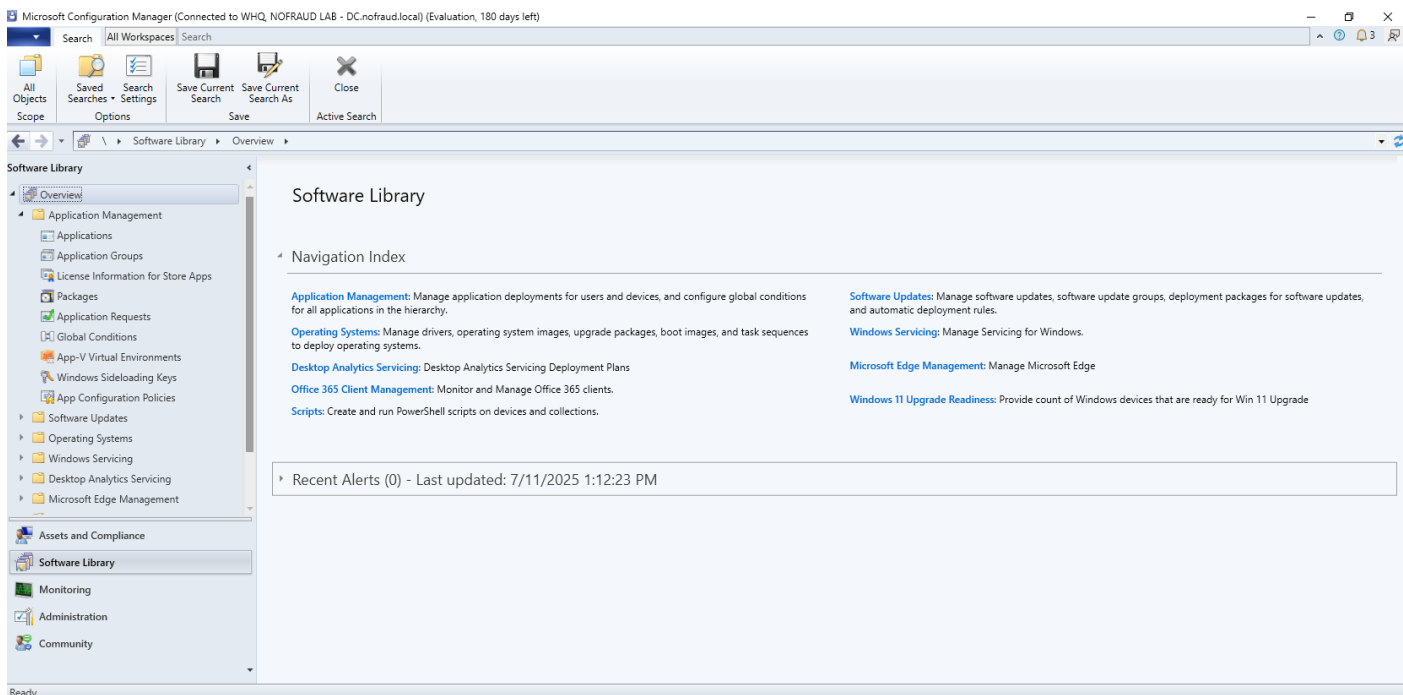 Microsoft Configuration Manager (Connected to WHQ, NOFRAUD LAB - DC.nofraud.local) (Evaluation, 180 days left)
Search
All Workspaces
Search
3
All Objects
Saved Searches
Search Settings
Save Current Search
Save Current Search As
Close
Scope
Options
Save
Active Search
\ Software Library Overview
Software Library
Overview
Application Management
Applications
Application Groups
License Information for Store Apps
Packages
Application Requests
Global Conditions
App-V Virtual Environments
Windows Sideloading Keys
App Configuration Policies
Software Updates
Operating Systems
Windows Servicing
Desktop Analytics Servicing
Microsoft Edge Management
Assets and Compliance
Software Library
Monitoring
Administration
Community
Software Library
Navigation Index
Application Management: Manage application deployments for users and devices, and configure global conditions
for all applications in the hierarchy.
Operating Systems: Manage drivers, operating system images, upgrade packages, boot images, and task sequences
to deploy operating systems.
Desktop Analytics Servicing: Desktop Analytics Servicing Deployment Plans
Office 365 Client Management: Monitor and Manage Office 365 clients.
Scripts: Create and run PowerShell scripts on devices and collections.
Software Updates: Manage software updates, software update groups, deployment packages for software updates,
and automatic deployment rules.
Windows Servicing: Manage Servicing for Windows.
Microsoft Edge Management: Manage Microsoft Edge
Windows 11 Upgrade Readiness: Provide count of Windows devices that are ready for Win 11 Upgrade
Recent Alerts (0) - Last updated: 7/11/2025 1:12:23 PM
Ready